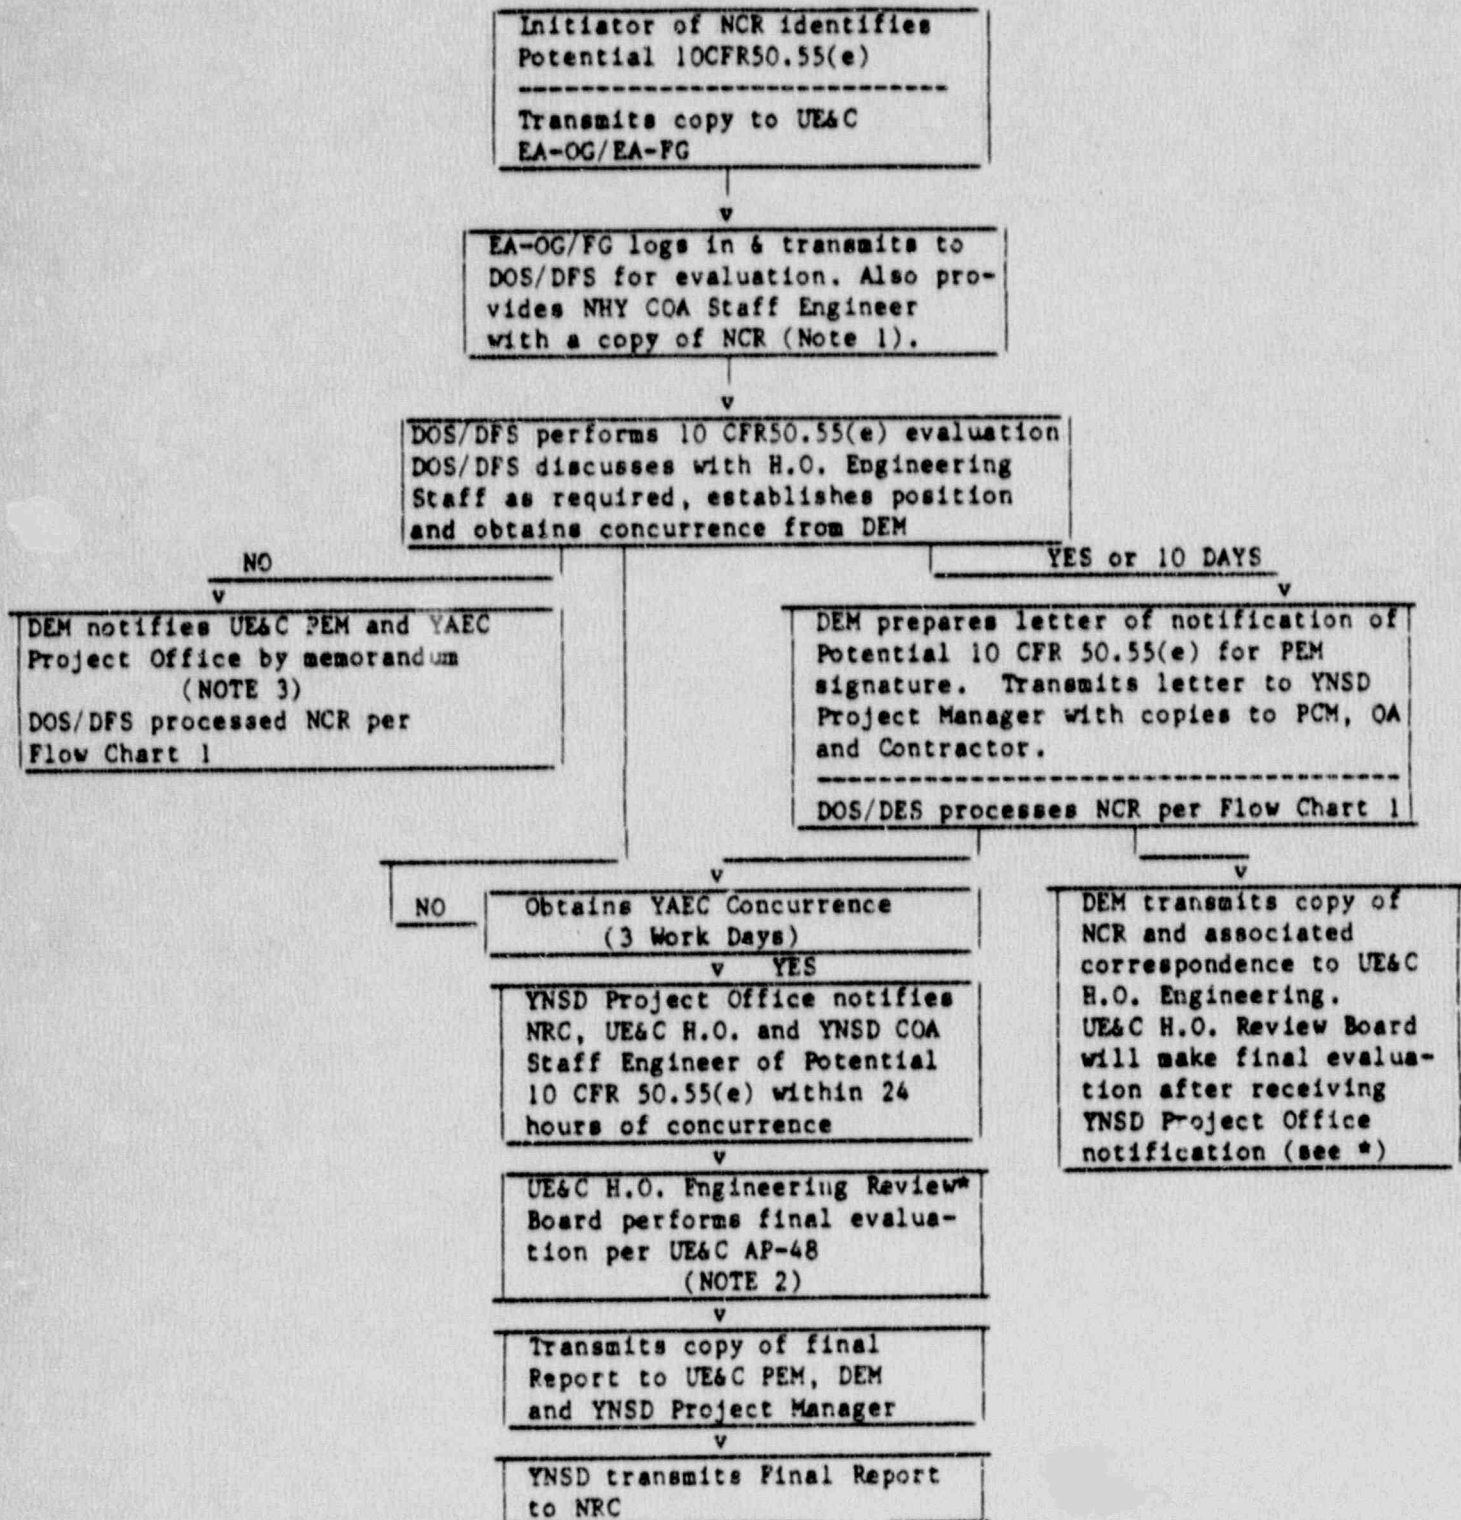 Initiator of NCR identifies
Potential 10CFR50.55(e)
Transmits copy to UE&C
EA-OG/EA-FG
EA-OG/FG logs in & transmits to
DOS/DFS for evaluation. Also pro-
vides NHY COA Staff Engineer
with a copy of NCR (Note 1).
DOS/DFS performs 10 CFR50.55(e) evaluation
DOS/DFS discusses with H.O. Engineering
Staff as required, establishes position
and obtains concurrence from DEM
NO
YES or 10 DAYS
DEM notifies UE&C PEM and YAEC
Project Office by memorandum
(NOTE 3)
DOS/DFS processed NCR per
Flow Chart 1
DEM prepares letter of notification of
Potential 10 CFR 50.55(e) for PEM
signature. Transmits letter to YNSD
Project Manager with copies to PCM, OA
and Contractor.
DOS/DES processes NCR per Flow Chart 1
NO
Obtains YAEC Concurrence
(3 Work Days)
YES
YNSD Project Office notifies
NRC, UE&C H.O. and YNSD COA
Staff Engineer of Potential
10 CFR 50.55(e) within 24
hours of concurrence
DEM transmits copy of
NCR and associated
correspondence to UE&C
H.O. Engineering.
UE&C H.O. Review Board
will make final evalua-
tion after receiving
YNSD Project Office
notification (see *)
UE&C H.O. Engineering Review*
Board performs final evalua-
tion per UE&C AP-48
(NOTE 2)
Transmits copy of final
Report to UE&C PEM, DEM
and YNSD Project Manager
YNSD transmits Final Report
to NRC